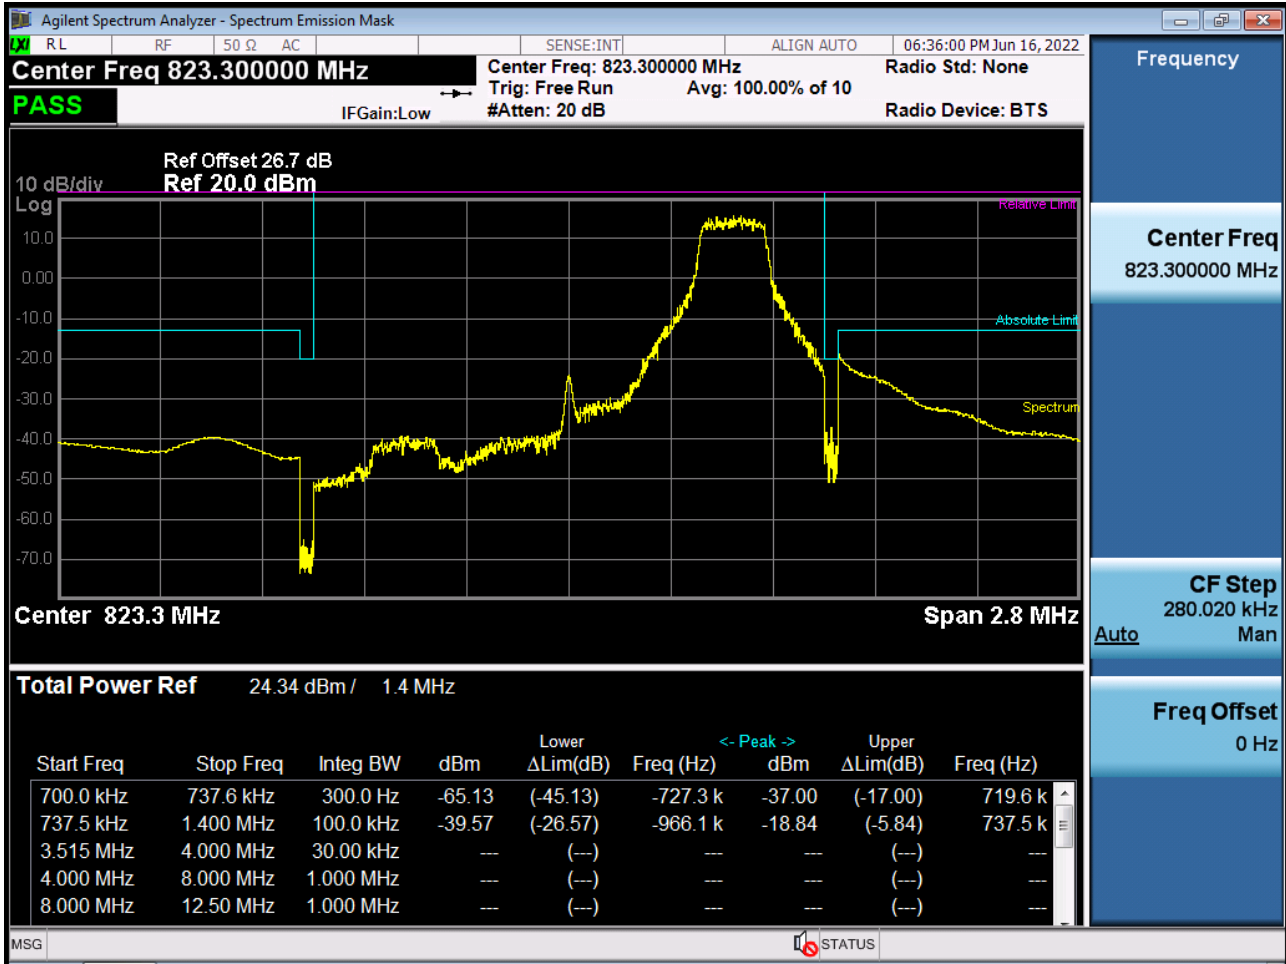 Agilent Spectrum Analyzer - Spectrum Emission Mask
LXI RL RF 50 Ω AC SENSE:INT ALIGN AUTO 06:36:00 PM Jun 16, 2022
Center Freq 823.300000 MHz
Center Freq: 823.300000 MHz Radio Std: None
Trig: Free Run Avg: 100.00% of 10
PASS
IFGain:Low #Atten: 20 dB Radio Device: BTS
Ref Offset 26.7 dB
10 dB/div Ref 20.0 dBm
Log
Relative Limit
10.0
0.00
-10.0
Absolute Limit
-20.0
-30.0
Spectrum
-40.0
-50.0
-60.0
-70.0
Center 823.3 MHz Span 2.8 MHz
Total Power Ref 24.34 dBm / 1.4 MHz
Lower <- Peak -> Upper
Start Freq Stop Freq Integ BW dBm ΔLim(dB) Freq (Hz) dBm ΔLim(dB) Freq (Hz)
700.0 kHz 737.6 kHz 300.0 Hz -65.13 (-45.13) -727.3 k -37.00 (-17.00) 719.6 k
737.5 kHz 1.400 MHz 100.0 kHz -39.57 (-26.57) -966.1 k -18.84 (-5.84) 737.5 k
3.515 MHz 4.000 MHz 30.00 kHz --- (---) --- --- (---) ---
4.000 MHz 8.000 MHz 1.000 MHz --- (---) --- --- (---) ---
8.000 MHz 12.50 MHz 1.000 MHz --- (---) --- --- (---) ---
MSG STATUS
Frequency
Center Freq
823.300000 MHz
CF Step
280.020 kHz
Auto Man
Freq Offset
0 Hz